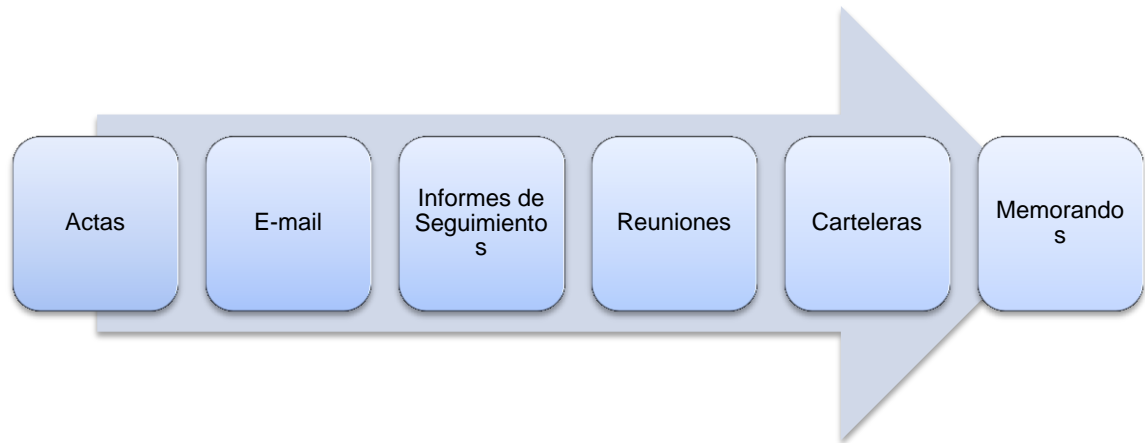 Actas
E-mail
Informes de
Seguimiento
s
Reuniones
Carteleras
Memorando
s